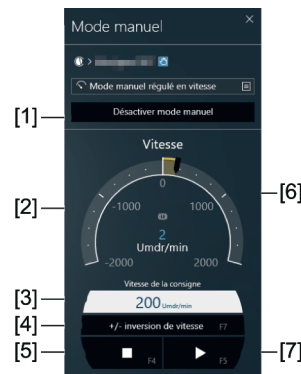 Mode manuel
>
Mode manuel régulé en vitesse
[1]
Désactiver mode manuel
Vitesse
[2]
[6]
0
-1000
1000
2
Umdr/min
-2000
2000
Vitesse de la consigne
[3]
200 Umdr/min
[4]
+/- inversion de vitesse F7
[5]
F4
F5
[7]